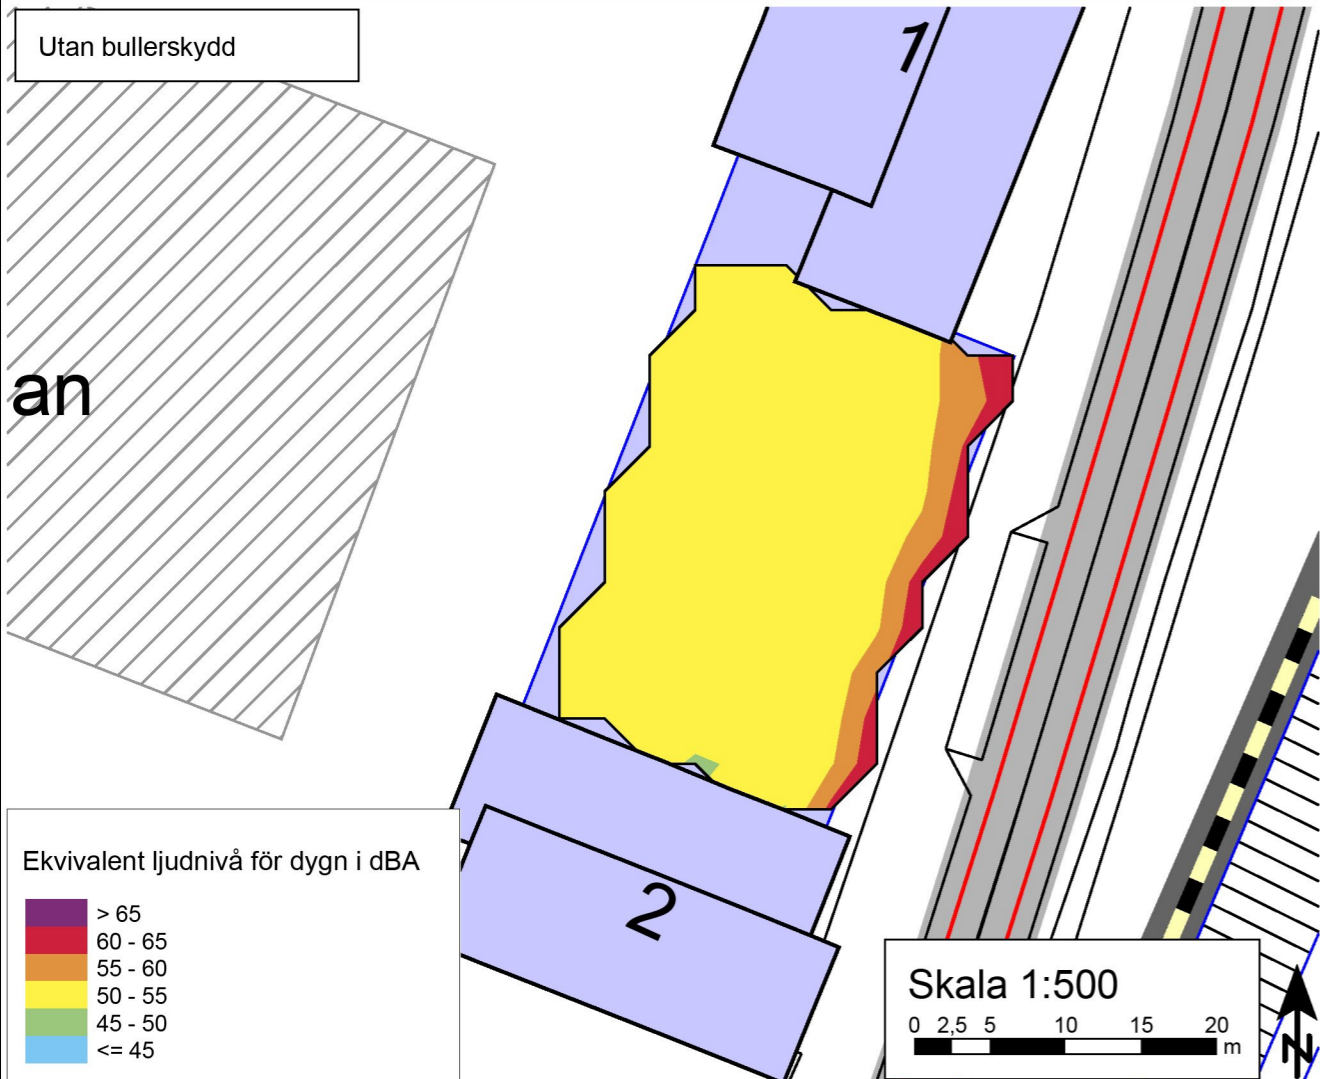 Utan bullerskydd
1
an
Ekvivalent ljudnivå för dygn i dBA
> 65
60 - 65
55 - 60
50 - 55
45 - 50
<= 45
2
Skala 1:500
0 2,5 5 10 15 20
m
N